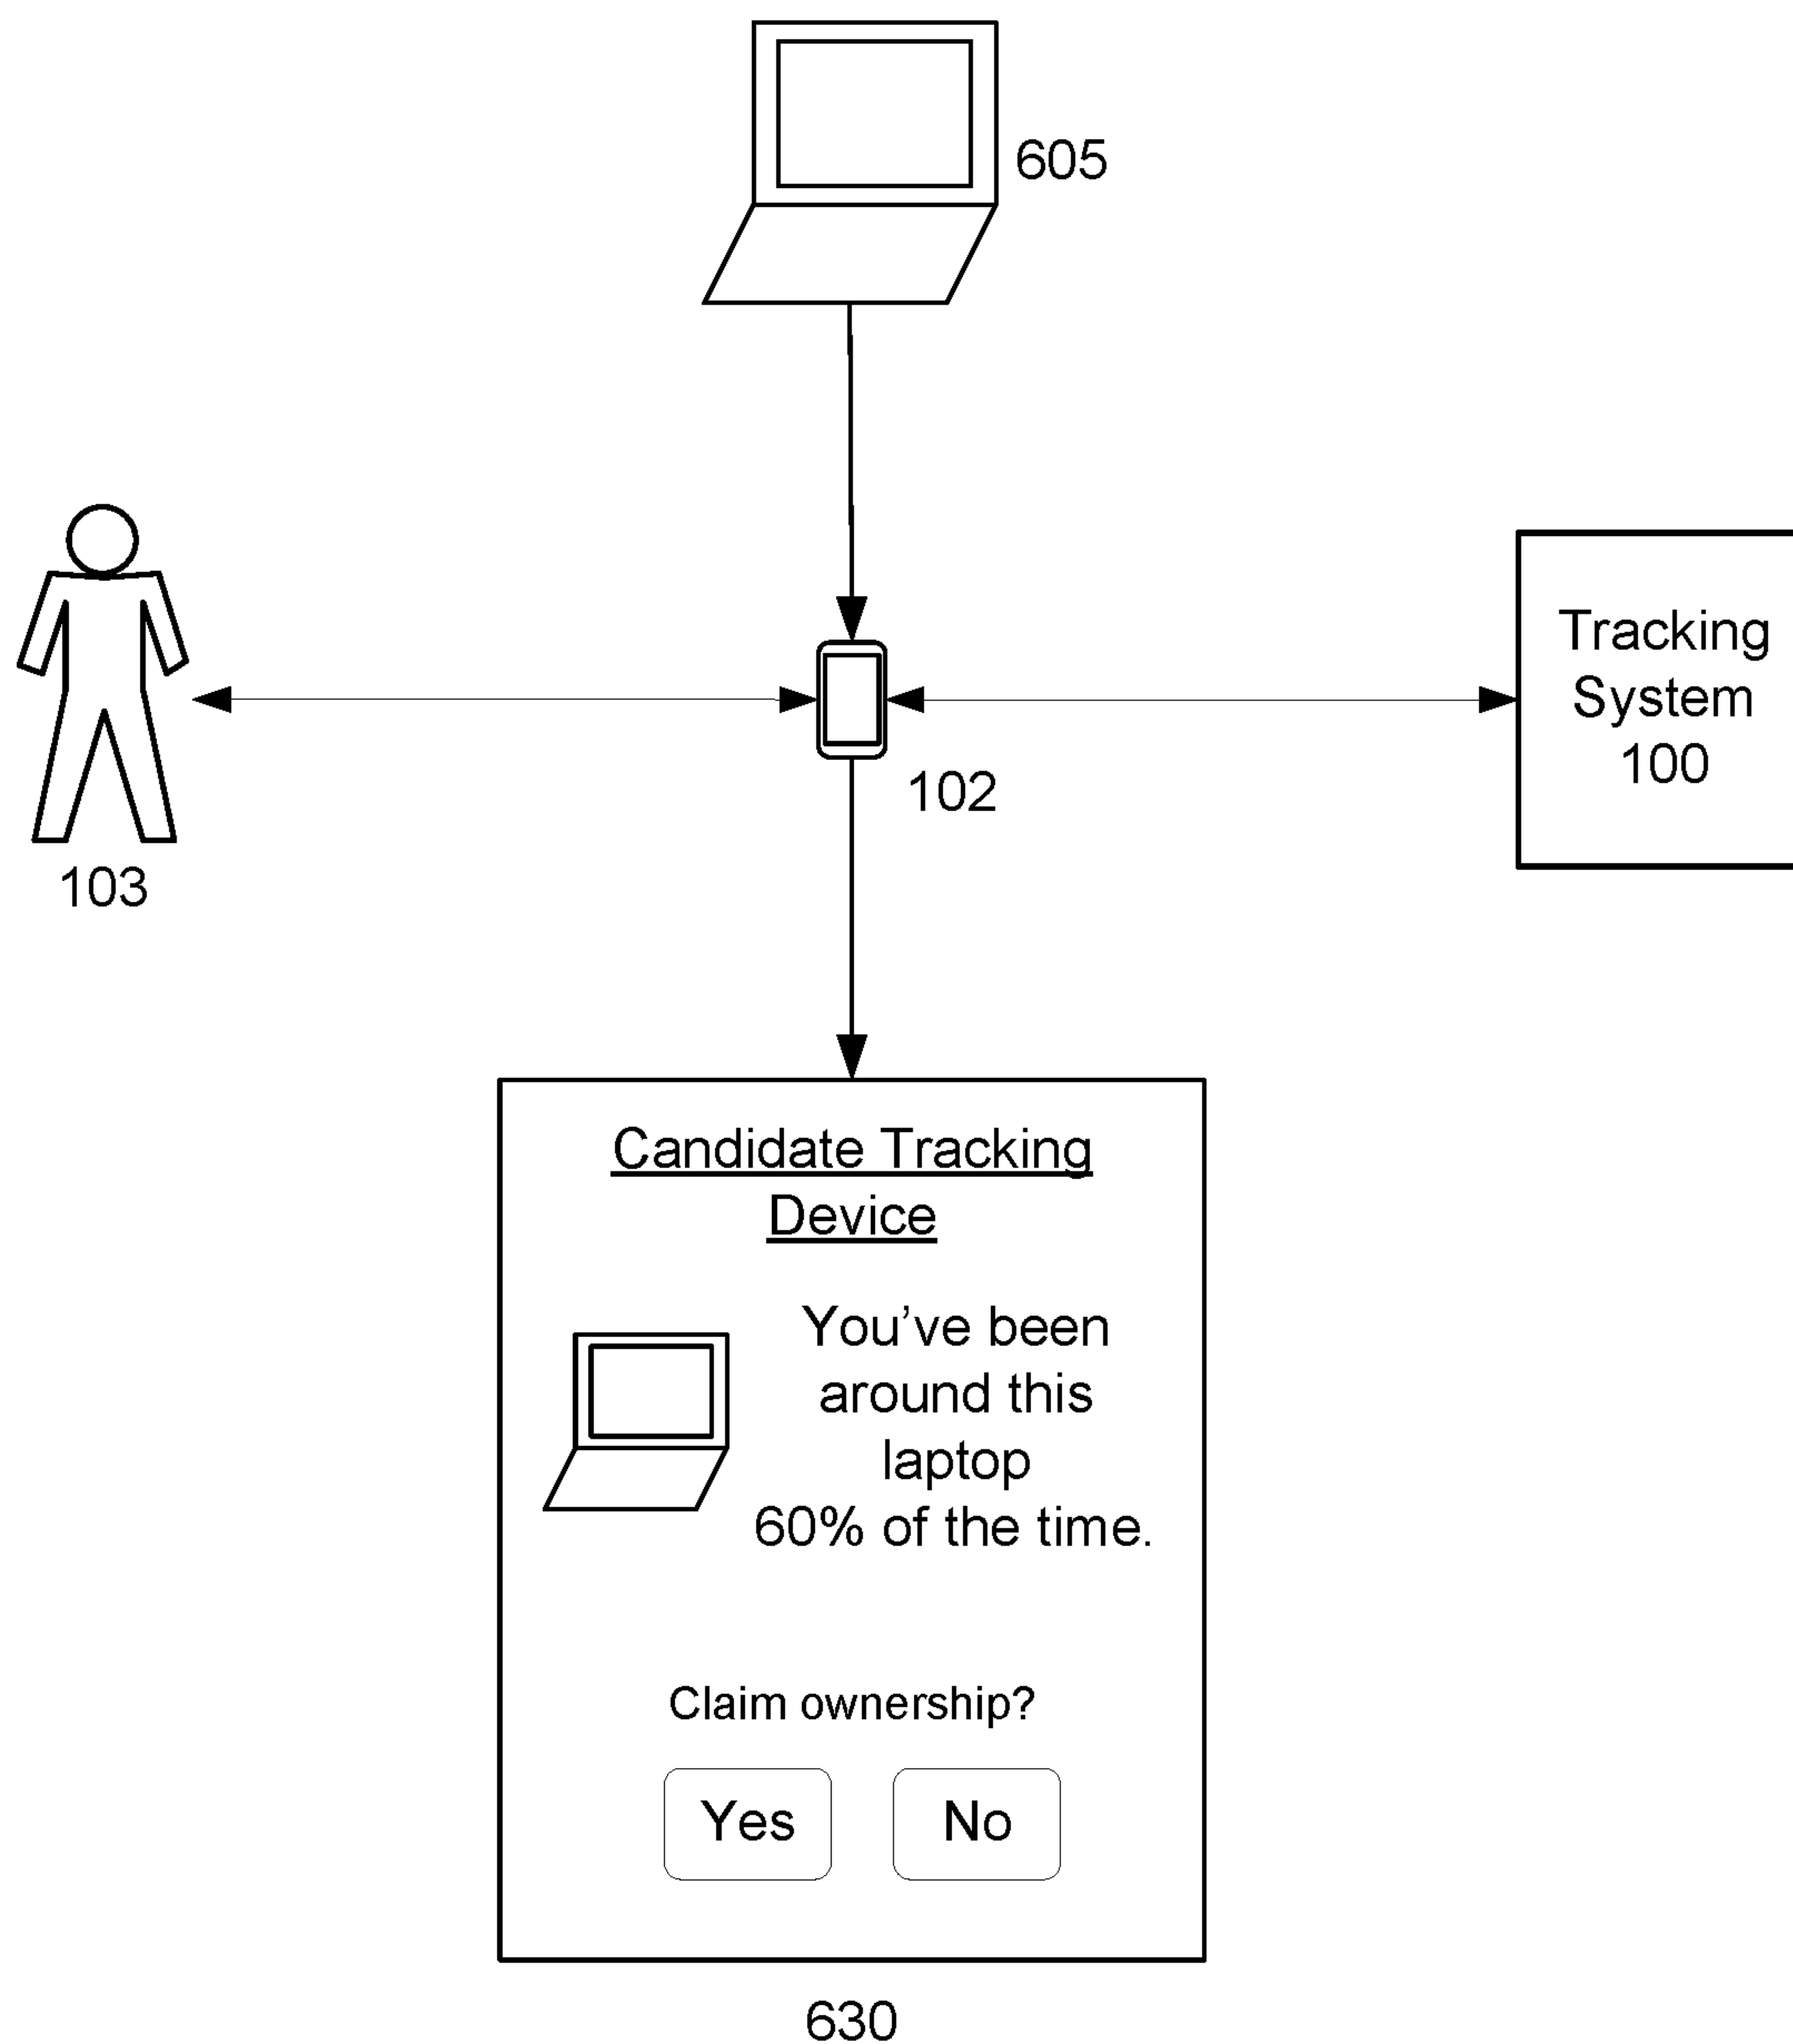 605
Tracking
System
100
102
103
Candidate Tracking
Device
You've been
around this
laptop
60% of the time.
Claim ownership?
Yes
No
630